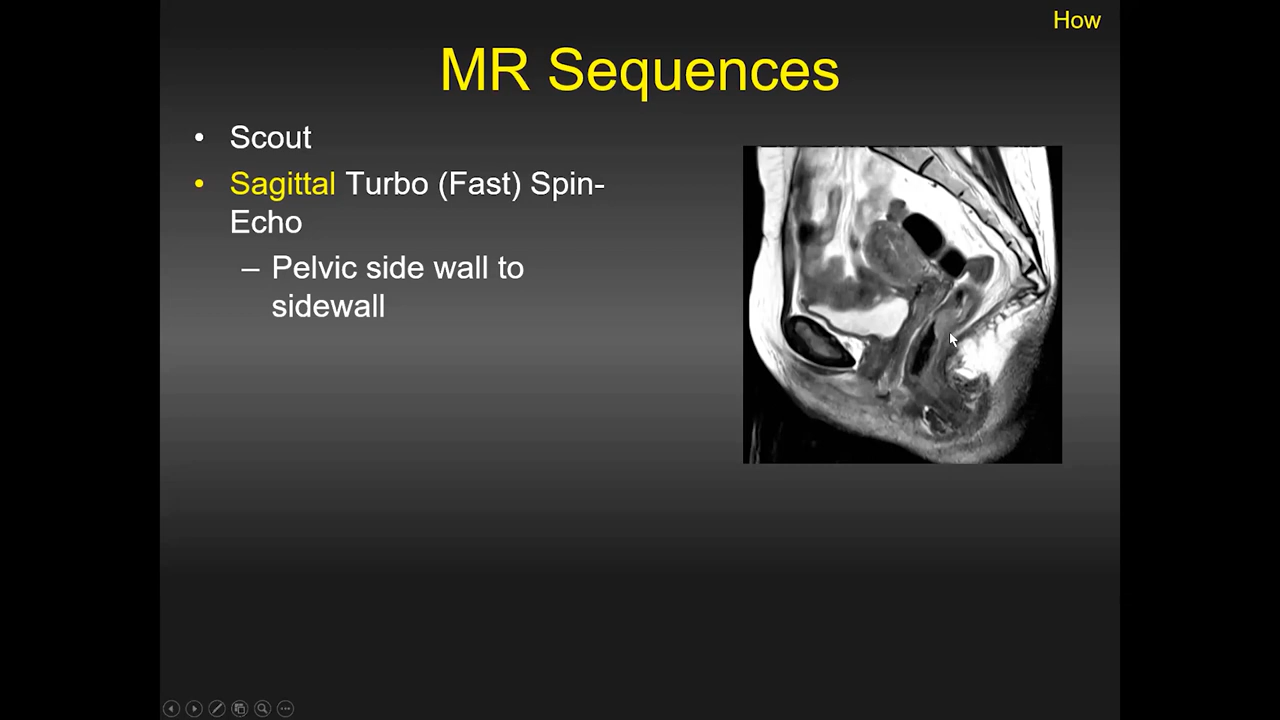 How
MR Sequences
• Scout
• Sagittal Turbo (Fast) Spin-
Echo
– Pelvic side wall to
sidewall